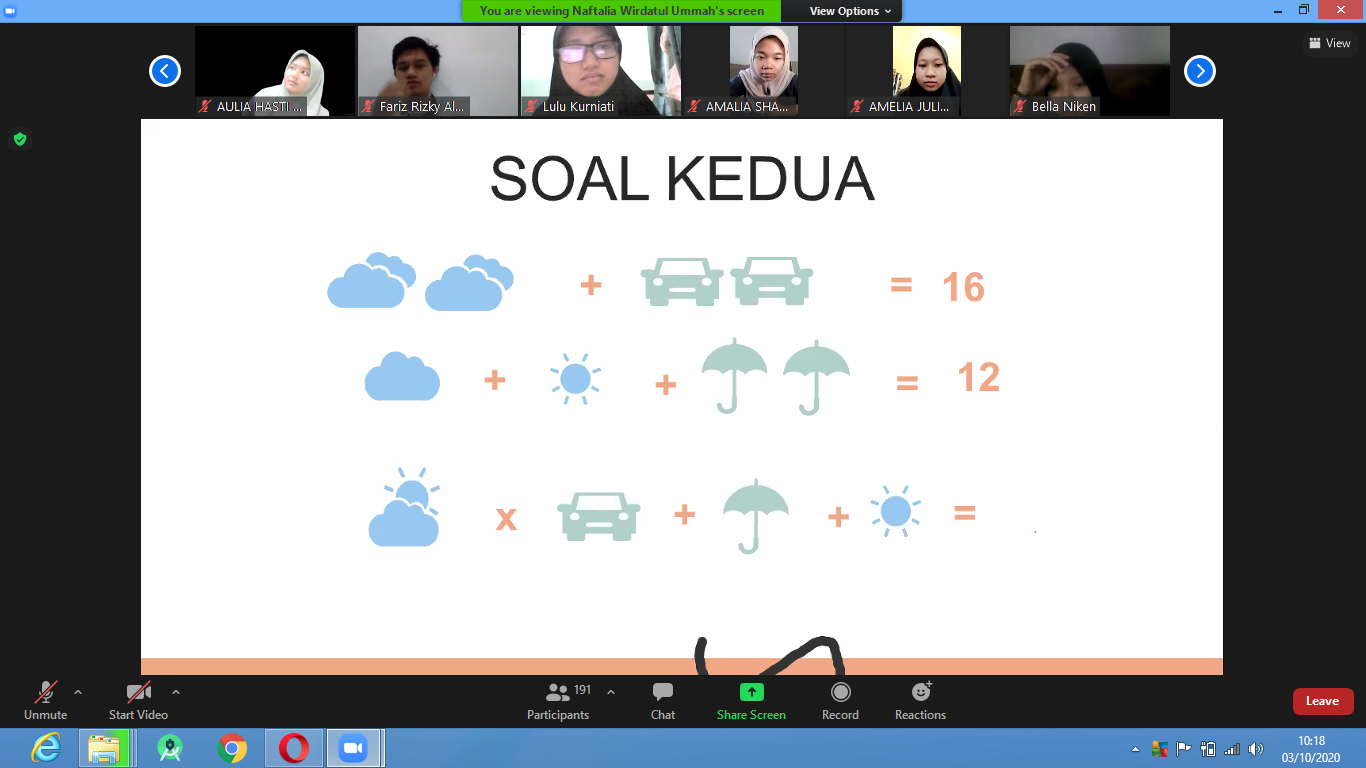 You are viewing Naftalia Wirdatul Ummah's screen
View Options
View
AULIA HASTI ...
Fariz Rizky Al...
Lulu Kurniati
AMALIA SHA...
AMELIA JULI...
Bella Niken
SOAL KEDUA
+ = 16
+ + = 12
x + + =
Unmute
Start Video
Participants
191
Chat
Share Screen
Record
Reactions
Leave
10:18
03/10/2020